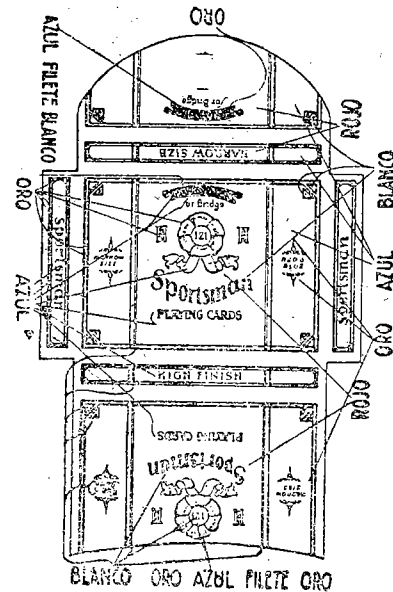 ORO
AZUL FILETE BLANCO
for Bridge
ROJO
NARROW SIZE
BLANCO
ORO
for Bridge
Sportsman
121
Sportsman
AZUL
Sportsman
PLAYING CARDS
AZUL
ORO
HIGH FINISH
ROJO
PLAYING CARDS
Sportsman
121
BLANCO ORO AZUL FILETE ORO